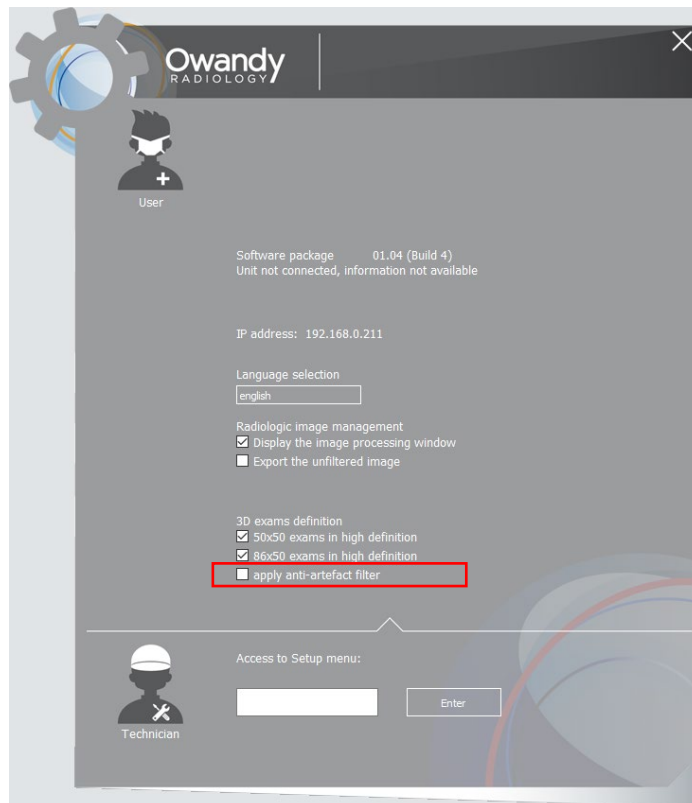 Owandy
RADIOLOGY
User
Software package 01.04 (Build 4)
Unit not connected, information not available
IP address: 192.168.0.211
Language selection
english
Radiologic image management
Display the image processing window
Export the unfiltered image
3D exams definition
50x50 exams in high definition
86x50 exams in high definition
apply anti-artefact filter
Access to Setup menu:
Enter
Technician